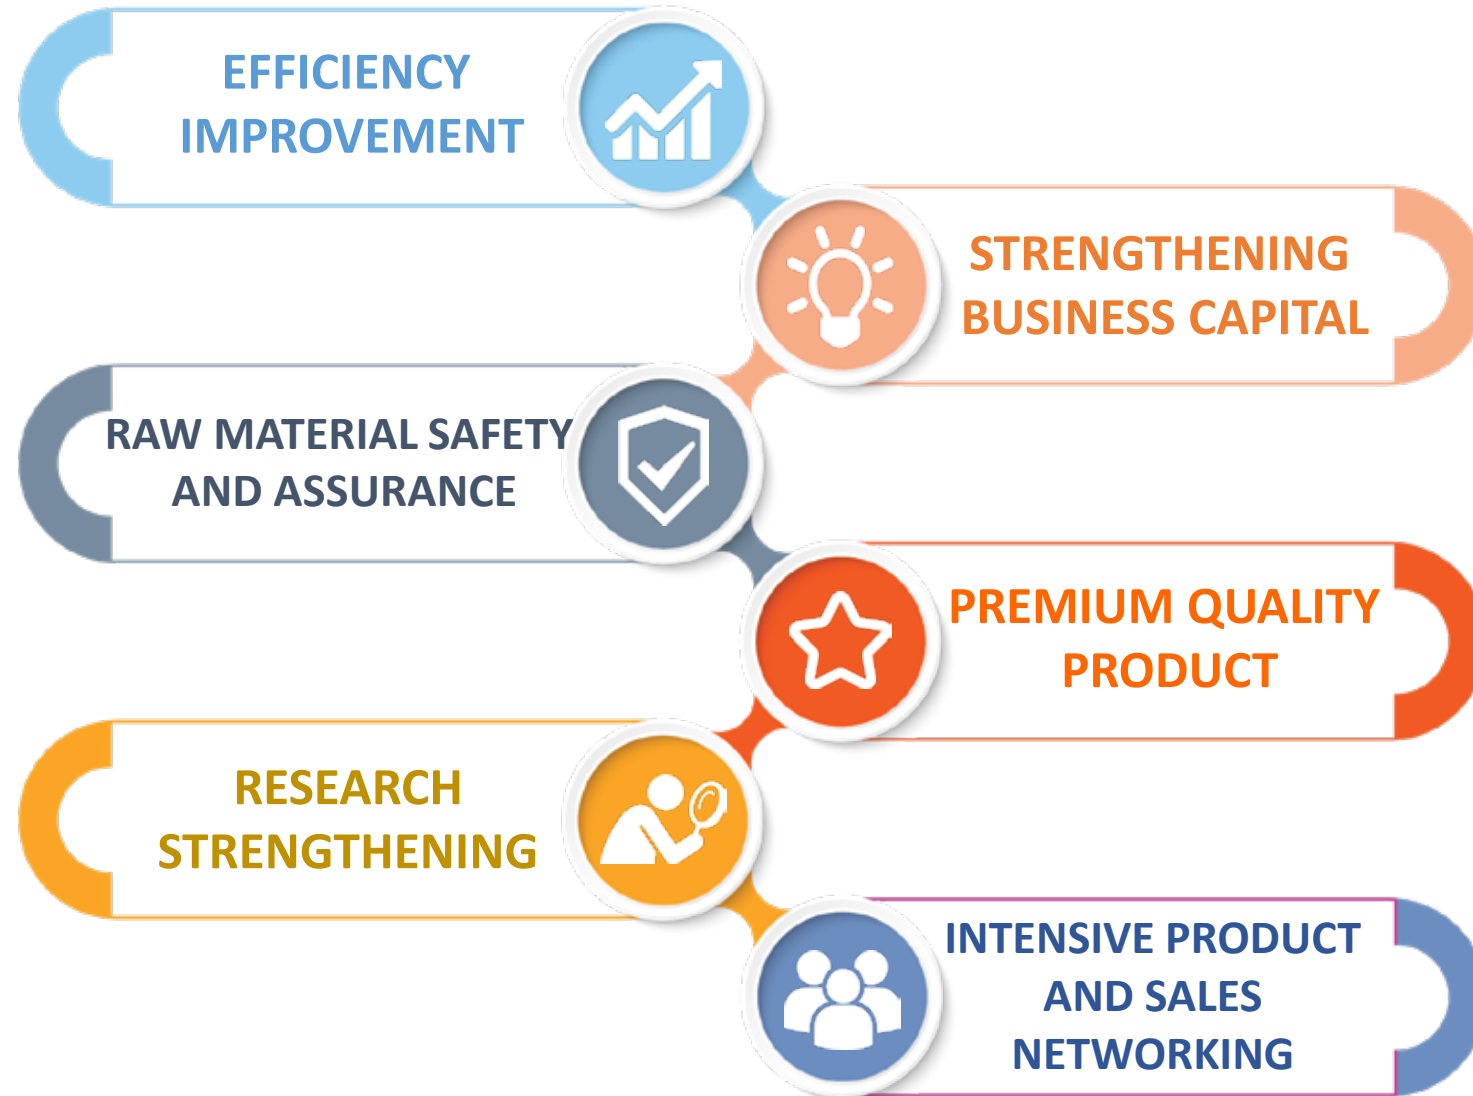 EFFICIENCY
IMPROVEMENT
STRENGTHENING
BUSINESS CAPITAL
RAW MATERIAL SAFETY
AND ASSURANCE
PREMIUM QUALITY
PRODUCT
RESEARCH
STRENGTHENING
INTENSIVE PRODUCT
AND SALES
NETWORKING